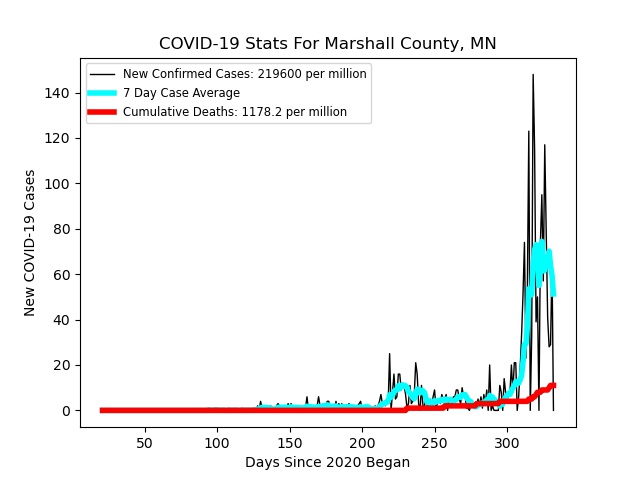 COVID-19 Stats For Marshall County, MN
New Confirmed Cases: 219600 per million
7 Day Case Average
Cumulative Deaths: 1178.2 per million
New COVID-19 Cases
140
120
100
80
60
40
20
0
50
100
150
200
250
300
Days Since 2020 Began